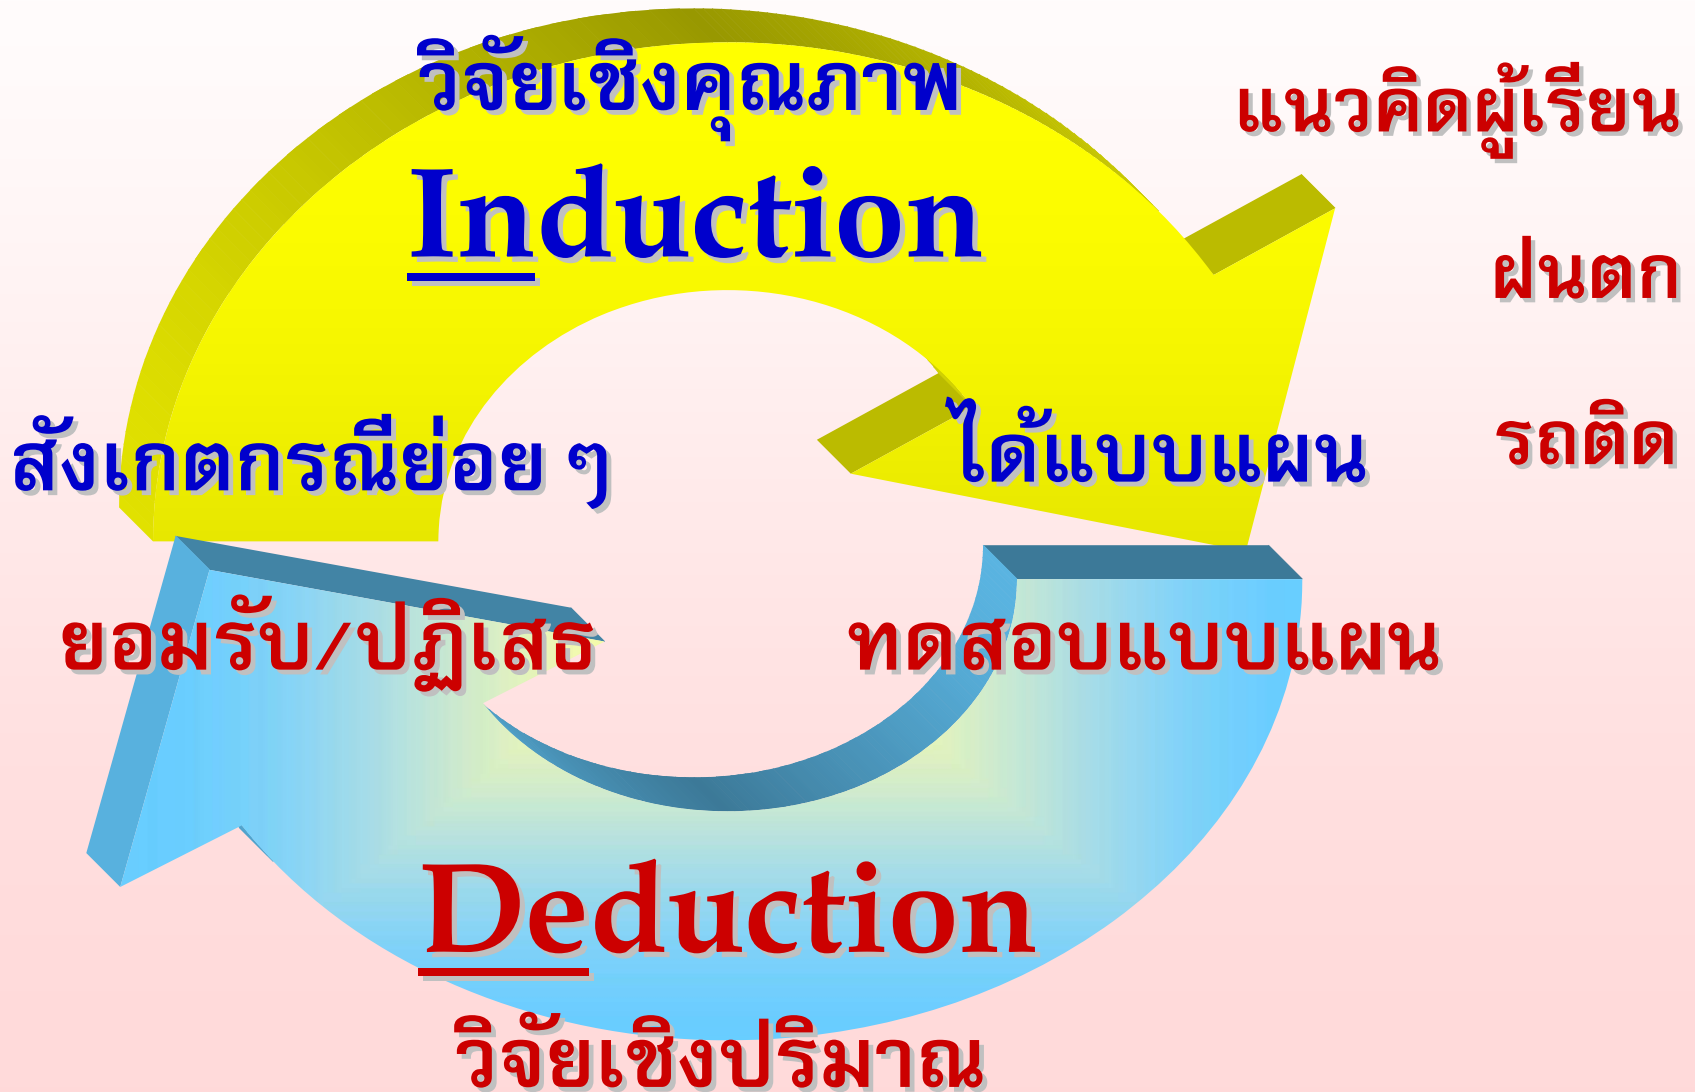 วิจัยเชิงคุณภาพ
แนวคิดผู้เรียน
Induction
ฝนตก
สังเกตกรณีย่อย ๆ
ได้แบบแผน
รถติด
ยอมรับ/ปฏิเสธ
ทดสอบแบบแผน
Deduction
วิจัยเชิงปริมาณ